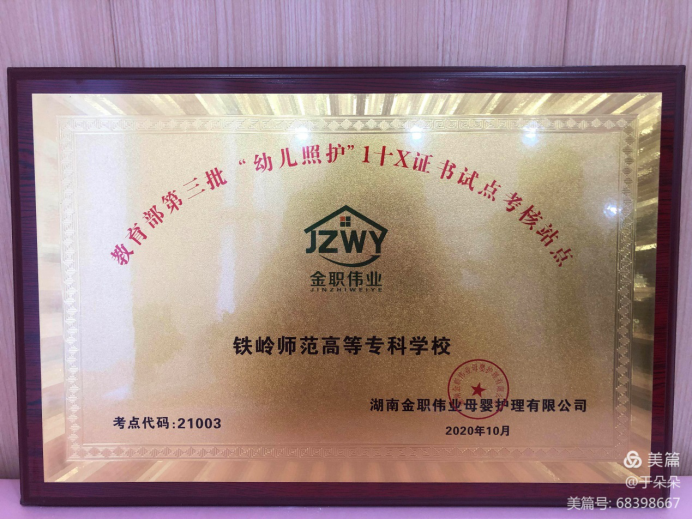 教育部第三批“幼儿照护”1十X证书试点考核站点
JZWY
金职伟业
JINZHIWEIYE
铁岭师范高等专科学校
湖南金职伟业母婴护理有限公司
考点代码:21003
2020年10月
美篇
@于朵朵
美篇号: 68398667